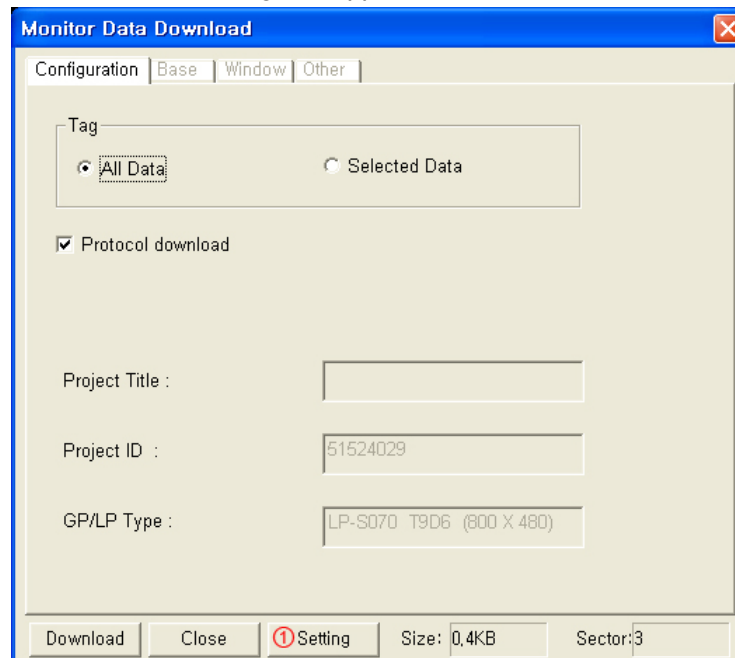 Monitor Data Download
Configuration Base Window Other
Tag
All Data Selected Data
Protocol download
Project Title :
Project ID : 51524029
GP/LP Type : LP-S070 T9D6 (800 X 480)
Download Close ①Setting Size: 0,4KB Sector:3